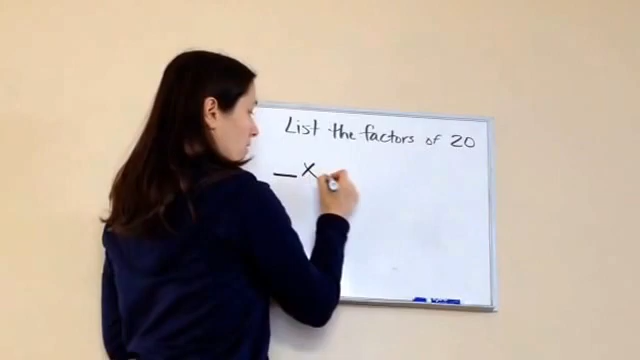 List the factors of 20
_ x